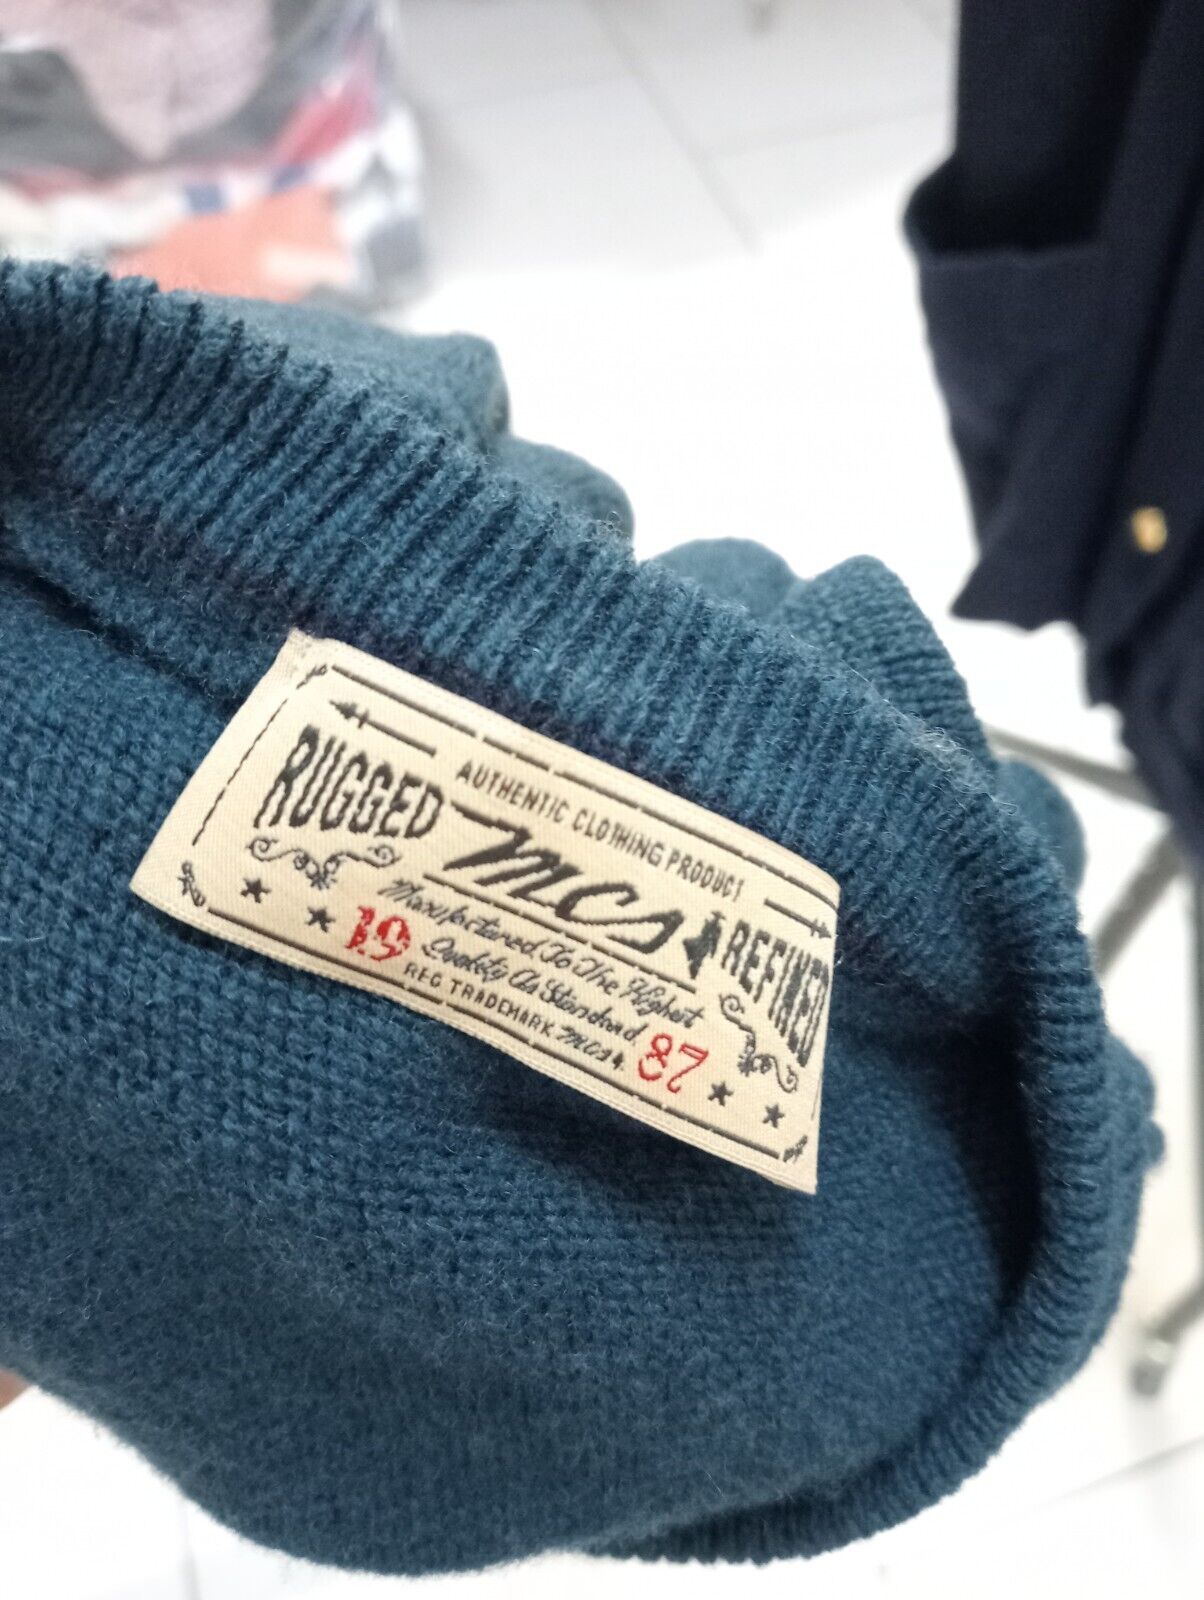 AUTHENTIC CLOTHING PRODUCT
RUGGED
mcs
REFINED
Manufactured To The Highest
Quality As Standard
19
87
REG TRADEMARK mcs